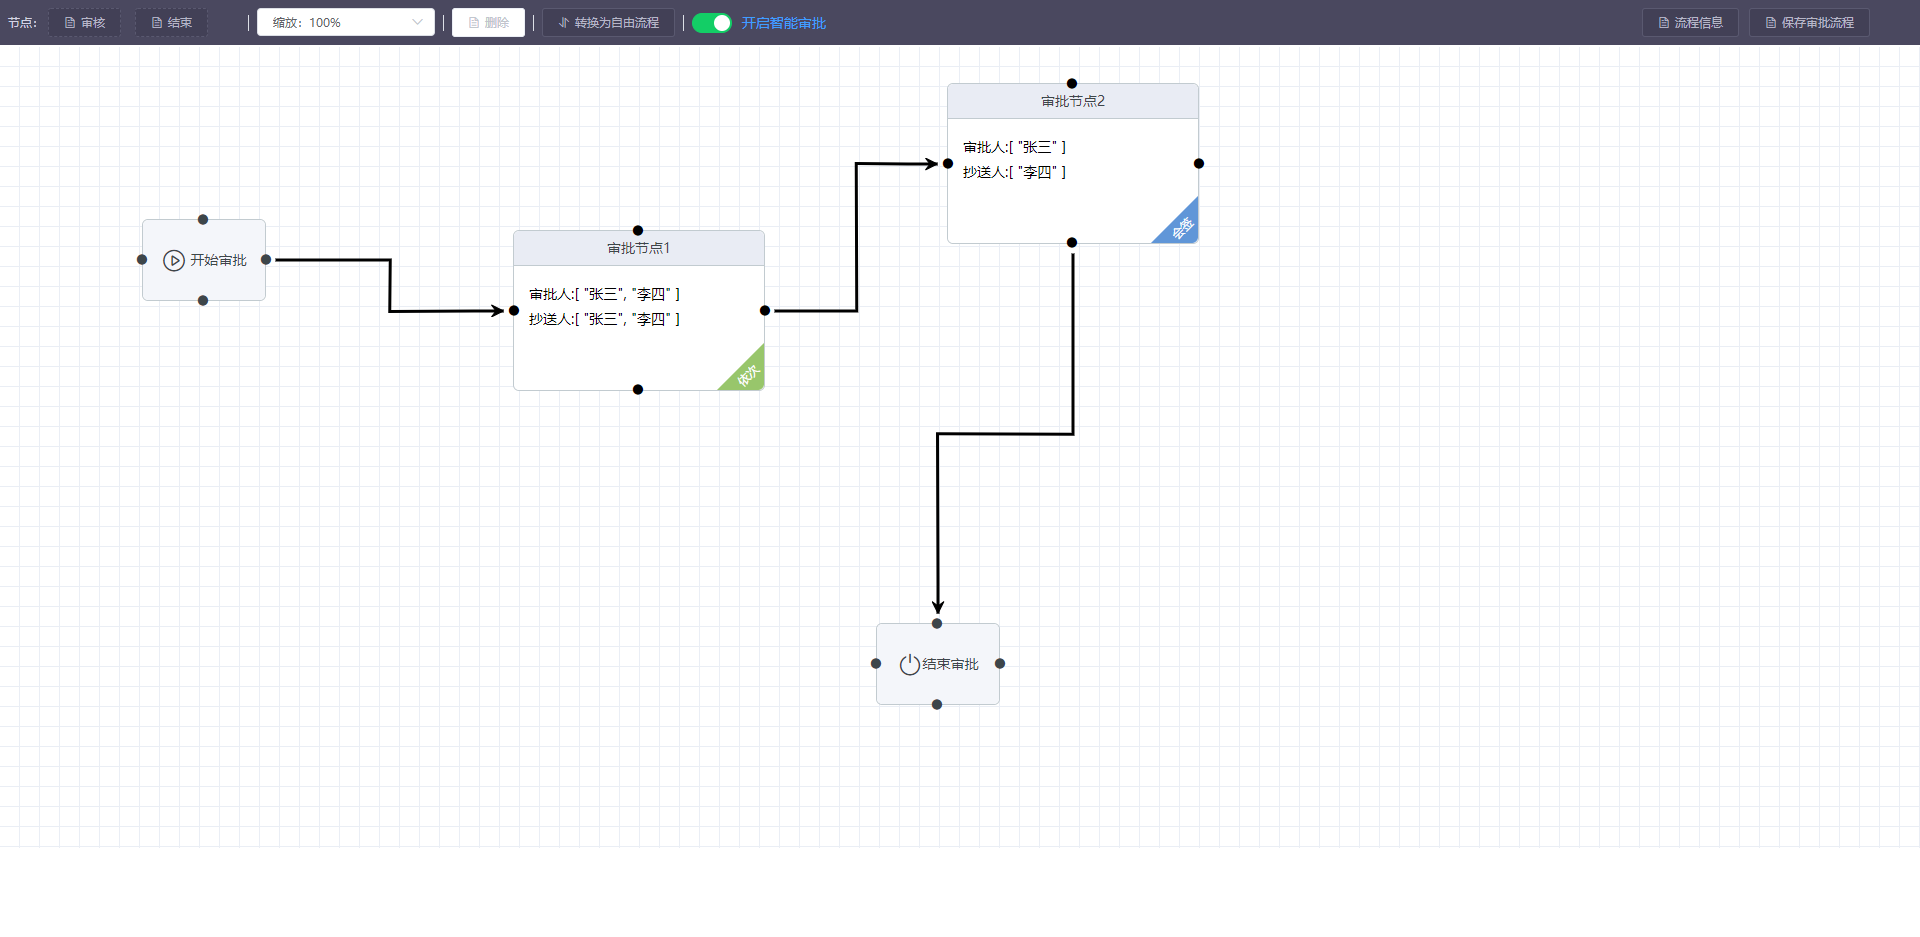 节点: 审核 结束 缩放：100% 删除 转换为自由流程 开启智能审批 流程信息 保存审批流程
审批节点2
审批人:[ "张三" ]
抄送人:[ "李四" ]
会签
开始审批
审批节点1
审批人:[ "张三", "李四" ]
抄送人:[ "张三", "李四" ]
依次
结束审批